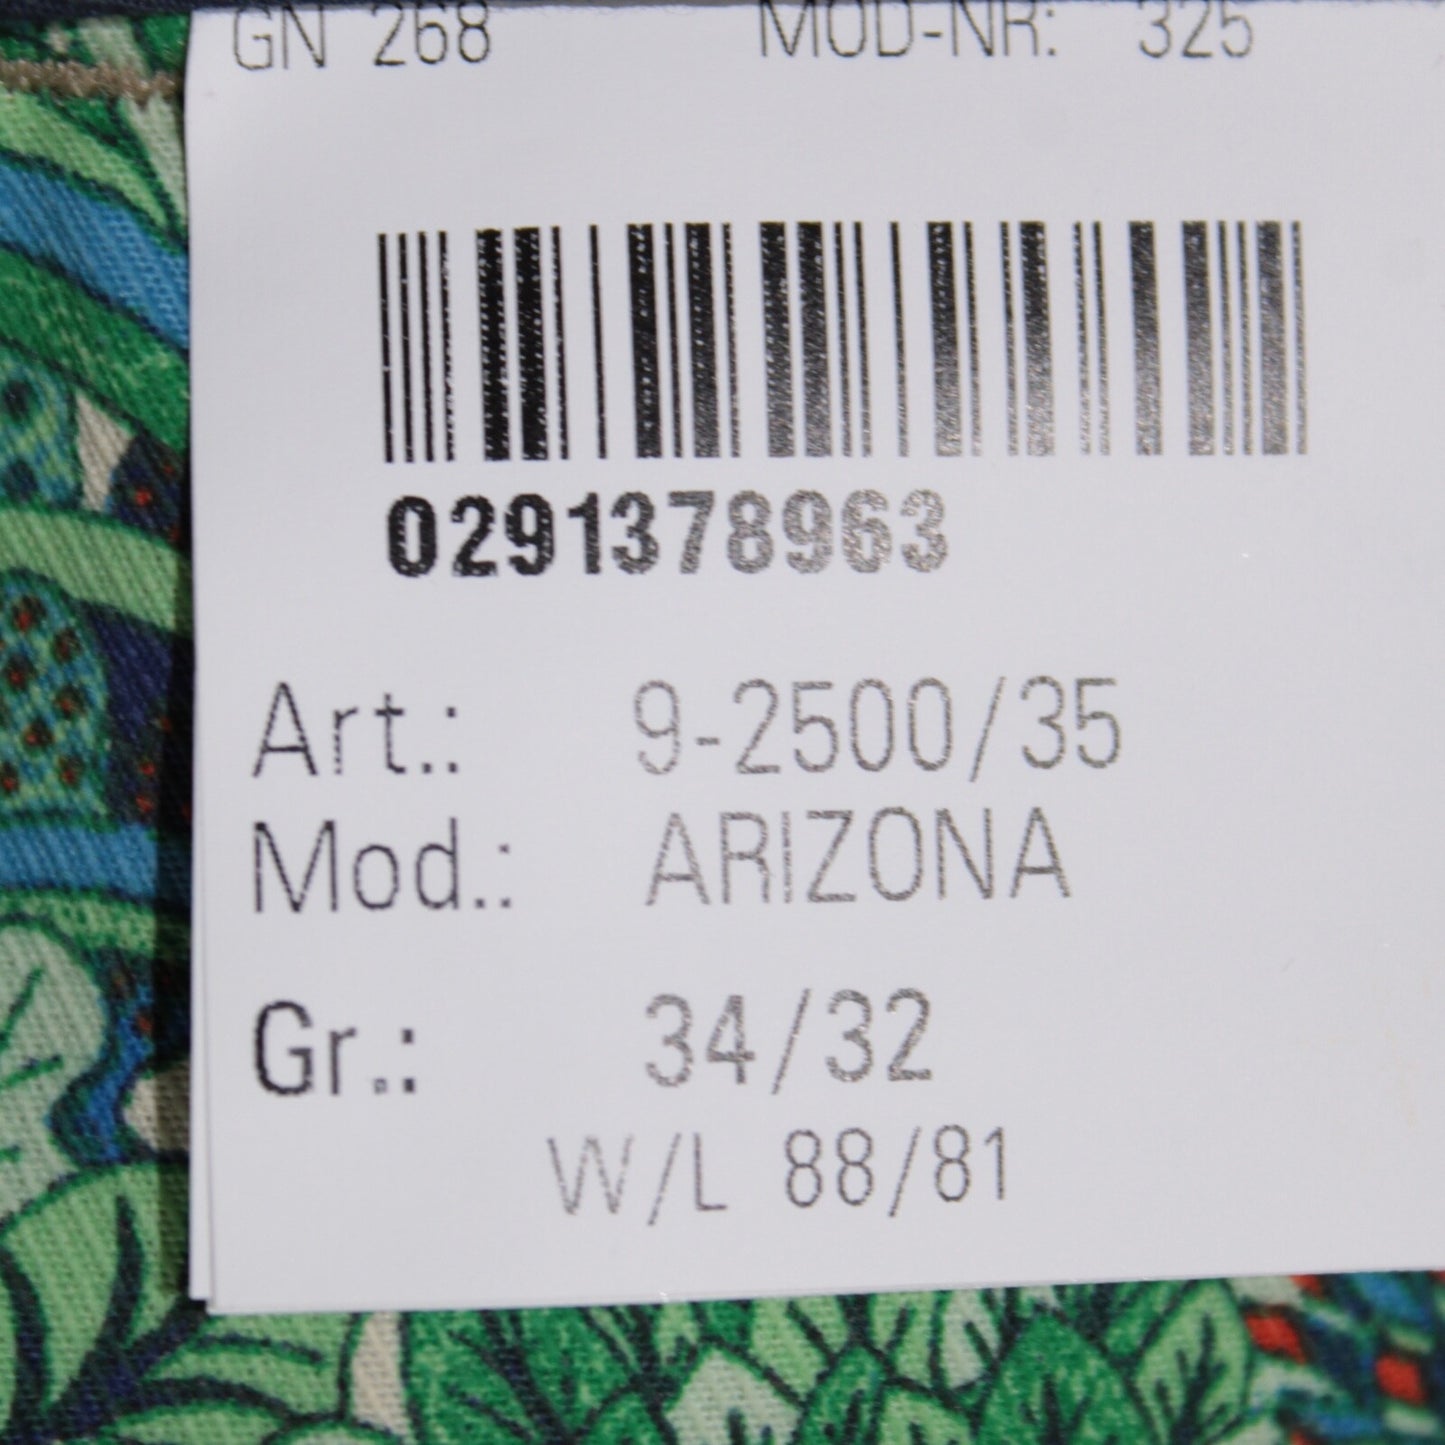 GN 268 MOD-NR: 325
0291378963
Art.: 9-2500/35
Mod.: ARIZONA
Gr.: 34/32
W/L 88/81